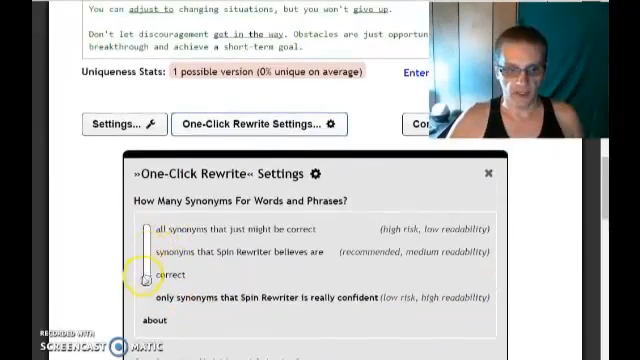 You can adjust to changing situations, but you won't give up.
Don't let discouragement get in the way. Obstacles are just
breakthrough and achieve a short-term goal.
Uniqueness Stats: 1 possible version (0% unique on average) Enter
Settings... One-Click Rewrite Settings...
»One-Click Rewrite« Settings
How Many Synonyms For Words and Phrases?
all synonyms that just might be correct (high risk, low readability)
synonyms that Spin Rewriter believes are (recommended, medium readability)
correct
only synonyms that Spin Rewriter is really confident (low risk, high readability)
about
RECORDED WITH
SCREENCAST MATIC